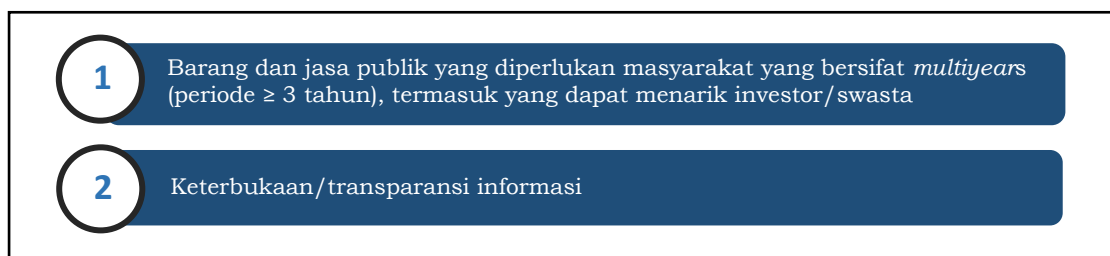 1
Barang dan jasa publik yang diperlukan masyarakat yang bersifat multiyears
(periode ≥ 3 tahun), termasuk yang dapat menarik investor/swasta
2
Keterbukaan/transparansi informasi